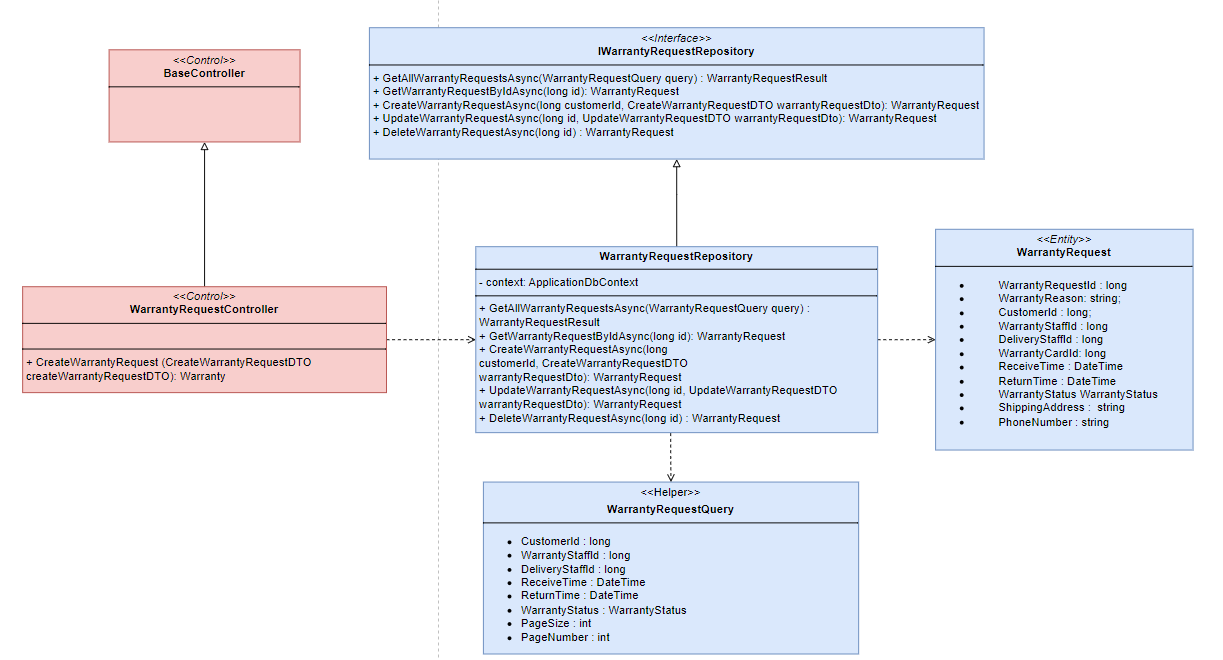 <<Control>>
BaseController
<<Interface>>
IWarrantyRequestRepository
+ GetAllWarrantyRequestsAsync(WarrantyRequestQuery query) : WarrantyRequestResult
+ GetWarrantyRequestByIdAsync(long id): WarrantyRequest
+ CreateWarrantyRequestAsync(long customerId, CreateWarrantyRequestDTO warrantyRequestDto): WarrantyRequest
+ UpdateWarrantyRequestAsync(long id, UpdateWarrantyRequestDTO warrantyRequestDto): WarrantyRequest
+ DeleteWarrantyRequestAsync(long id) : WarrantyRequest
<<Control>>
WarrantyRequestController
+ CreateWarrantyRequest (CreateWarrantyRequestDTO
createWarrantyRequestDTO): Warranty
WarrantyRequestRepository
- context: ApplicationDbContext
+ GetAllWarrantyRequestsAsync(WarrantyRequestQuery query) :
WarrantyRequestResult
+ GetWarrantyRequestByIdAsync(long id): WarrantyRequest
+ CreateWarrantyRequestAsync(long
customerId, CreateWarrantyRequestDTO
warrantyRequestDto): WarrantyRequest
+ UpdateWarrantyRequestAsync(long id, UpdateWarrantyRequestDTO
warrantyRequestDto): WarrantyRequest
+ DeleteWarrantyRequestAsync(long id) : WarrantyRequest
<<Entity>>
WarrantyRequest
• WarrantyRequestId : long
• WarrantyReason: string;
• CustomerId : long;
• WarrantyStaffId : long
• DeliveryStaffId : long
• WarrantyCardId: long
• ReceiveTime : DateTime
• ReturnTime : DateTime
• WarrantyStatus WarrantyStatus
• ShippingAddress : string
• PhoneNumber : string
<<Helper>>
WarrantyRequestQuery
• CustomerId : long
• WarrantyStaffId : long
• DeliveryStaffId : long
• ReceiveTime : DateTime
• ReturnTime : DateTime
• WarrantyStatus : WarrantyStatus
• PageSize : int
• PageNumber : int